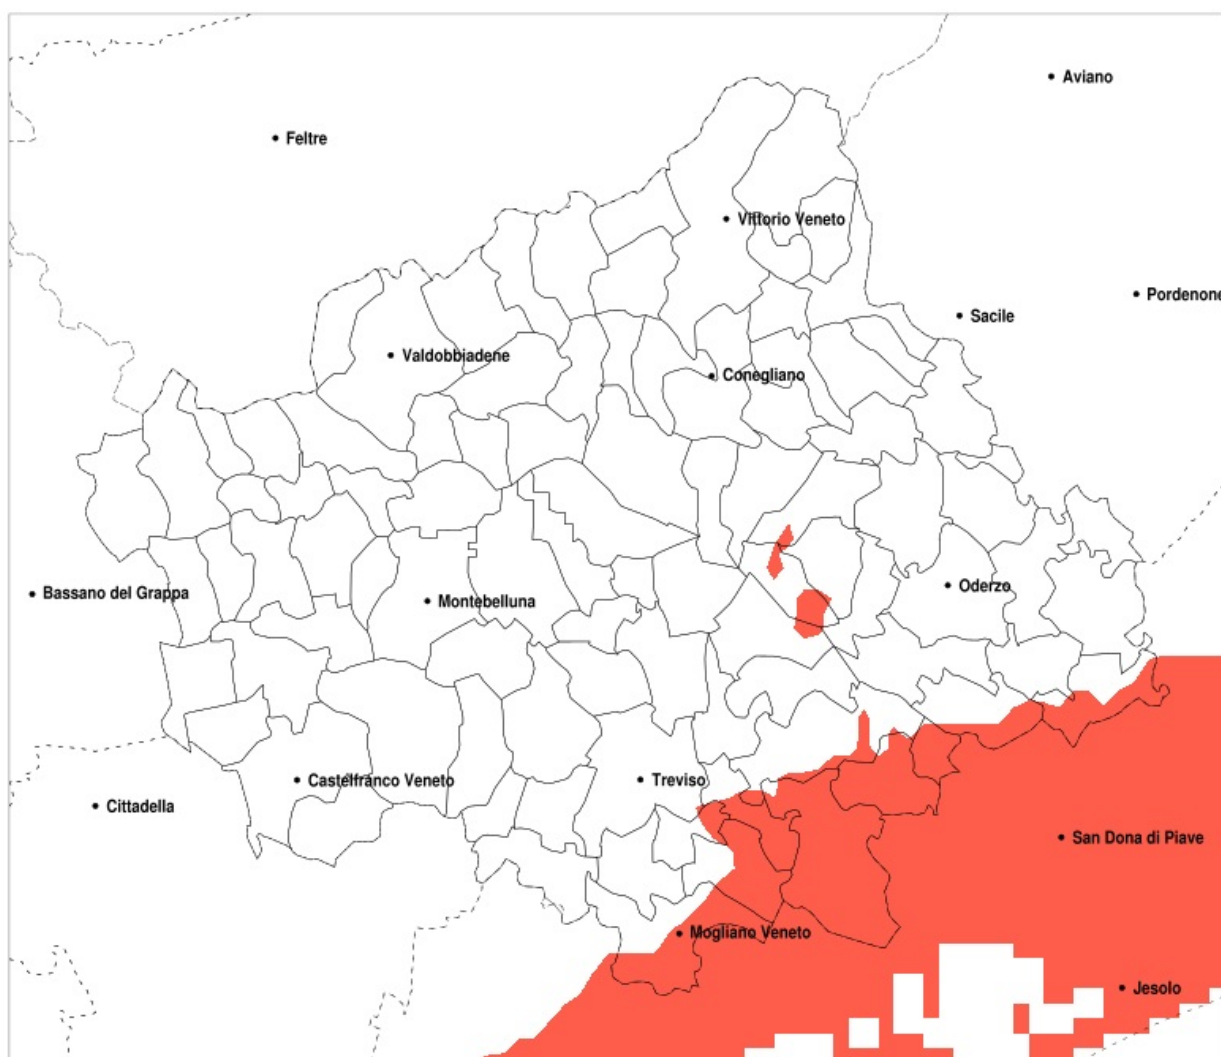 Aviano
Feltre
Vittorio Veneto
Pordenone
Sacile
Valdobbiadene
Conegliano
Bassano del Grappa
Oderzo
Montebelluna
Castelfranco Veneto
Treviso
Cittadella
San Dona di Piave
Mogliano Veneto
Jesolo